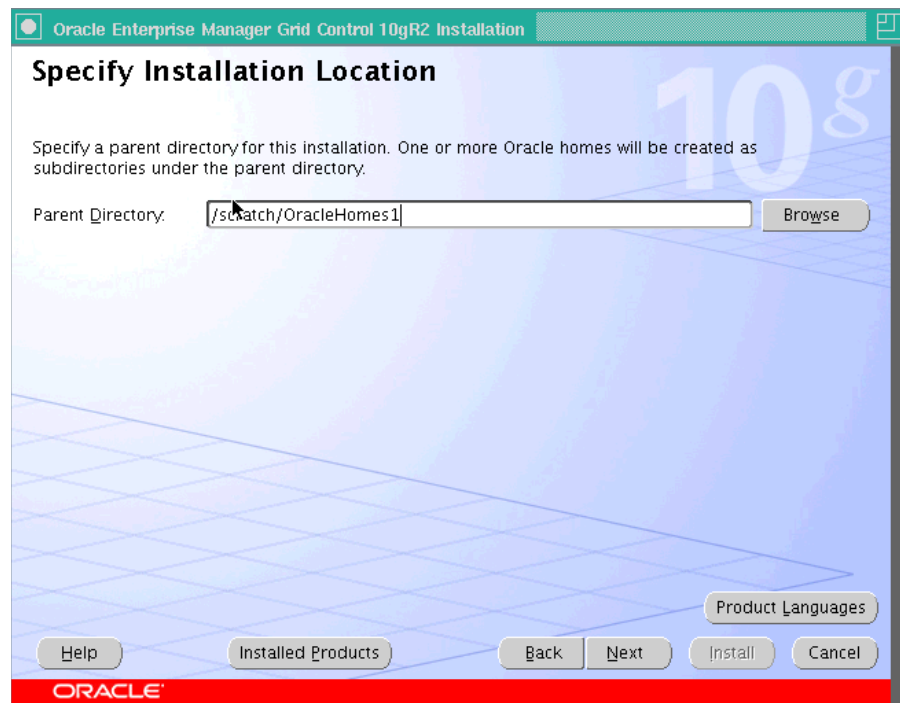 Oracle Enterprise Manager Grid Control 10gR2 Installation
Specify Installation Location
10g
Specify a parent directory for this installation. One or more Oracle homes will be created as
subdirectories under the parent directory.
Parent Directory: /scratch/OracleHomes1 Browse
Product Languages
Help Installed Products Back Next Install Cancel
ORACLE